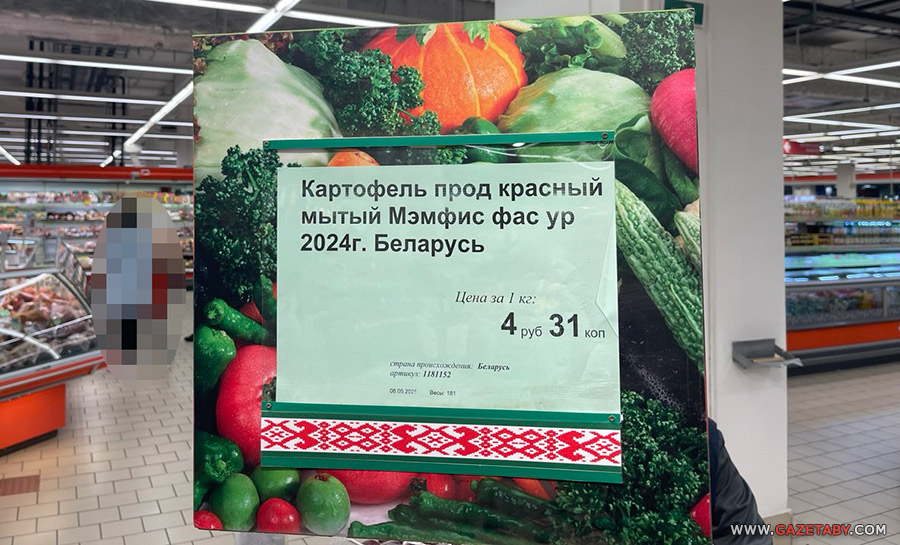 Картофель прод красный
мытый Мэмфис фас ур
2024г. Беларусь
Цена за 1 кг:
4 руб 31 коп
страна происхождения: Беларусь
артикул: 1181152
08.05.2025 Весы: 181
WWW.GAZETABY.COM